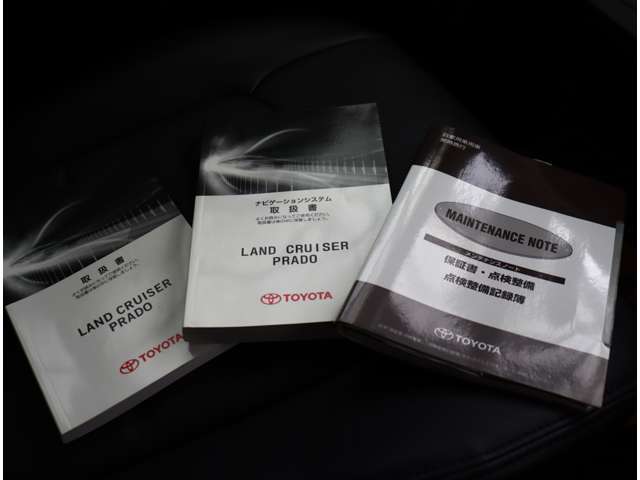 取扱書
LAND CRUISER
PRADO
TOYOTA
ナビゲーションシステム
取扱書
LAND CRUISER
PRADO
TOYOTA
MAINTENANCE NOTE
メンテナンスノート
保証書・点検整備
点検整備記録簿
TOYOTA